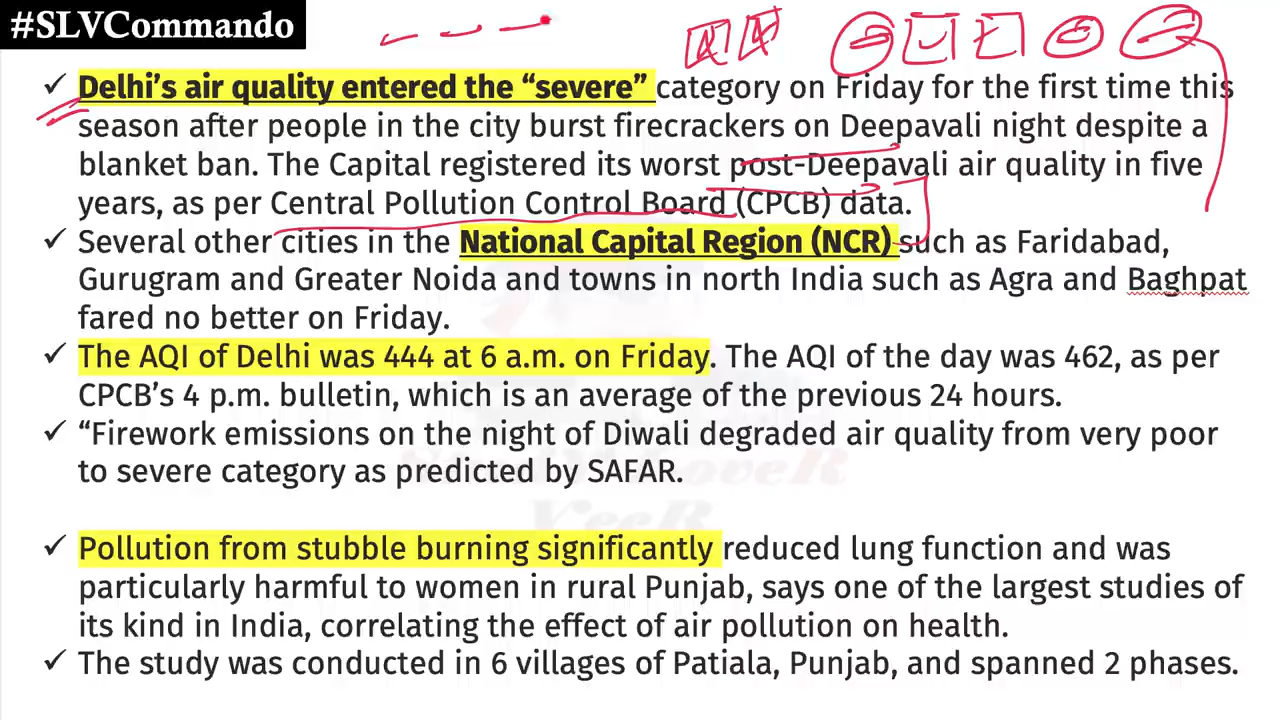 #SLVCommando
✓ Delhi's air quality entered the “severe” category on Friday for the first time this
season after people in the city burst firecrackers on Deepavali night despite a
blanket ban. The Capital registered its worst post-Deepavali air quality in five
years, as per Central Pollution Control Board (CPCB) data.
✓ Several other cities in the National Capital Region (NCR) such as Faridabad,
Gurugram and Greater Noida and towns in north India such as Agra and Baghpat
fared no better on Friday.
✓ The AQI of Delhi was 444 at 6 a.m. on Friday. The AQI of the day was 462, as per
CPCB's 4 p.m. bulletin, which is an average of the previous 24 hours.
✓ “Firework emissions on the night of Diwali degraded air quality from very poor
to severe category as predicted by SAFAR.
✓ Pollution from stubble burning significantly reduced lung function and was
particularly harmful to women in rural Punjab, says one of the largest studies of
its kind in India, correlating the effect of air pollution on health.
✓ The study was conducted in 6 villages of Patiala, Punjab, and spanned 2 phases.